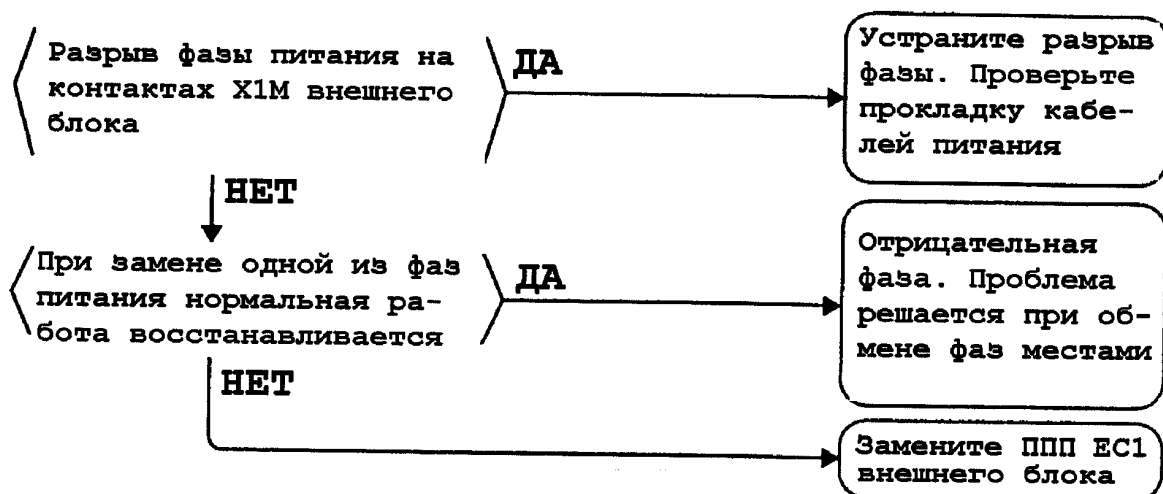 Разрыв фазы питания на
контактах X1M внешнего
блока
ДА
Устраните разрыв
фазы. Проверьте
прокладку кабе-
лей питания
НЕТ
При замене одной из фаз
питания нормальная ра-
бота восстанавливается
ДА
Отрицательная
фаза. Проблема
решается при об-
мене фаз местами
НЕТ
Замените ППП EC1
внешнего блока